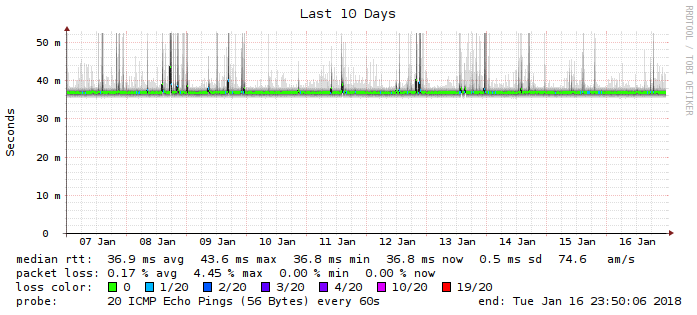 Last 10 Days
RRDTOOL / TOBI OETIKER
Seconds
50 m
40 m
30 m
20 m
10 m
0
07 Jan 08 Jan 09 Jan 10 Jan 11 Jan 12 Jan 13 Jan 14 Jan 15 Jan 16 Jan
median rtt: 36.9 ms avg 43.6 ms max 36.8 ms min 36.8 ms now 0.5 ms sd 74.6 am/s
packet loss: 0.17 % avg 4.45 % max 0.00 % min 0.00 % now
loss color: 0 1/20 2/20 3/20 4/20 10/20 19/20
probe: 20 ICMP Echo Pings (56 Bytes) every 60s end: Tue Jan 16 23:50:06 2018